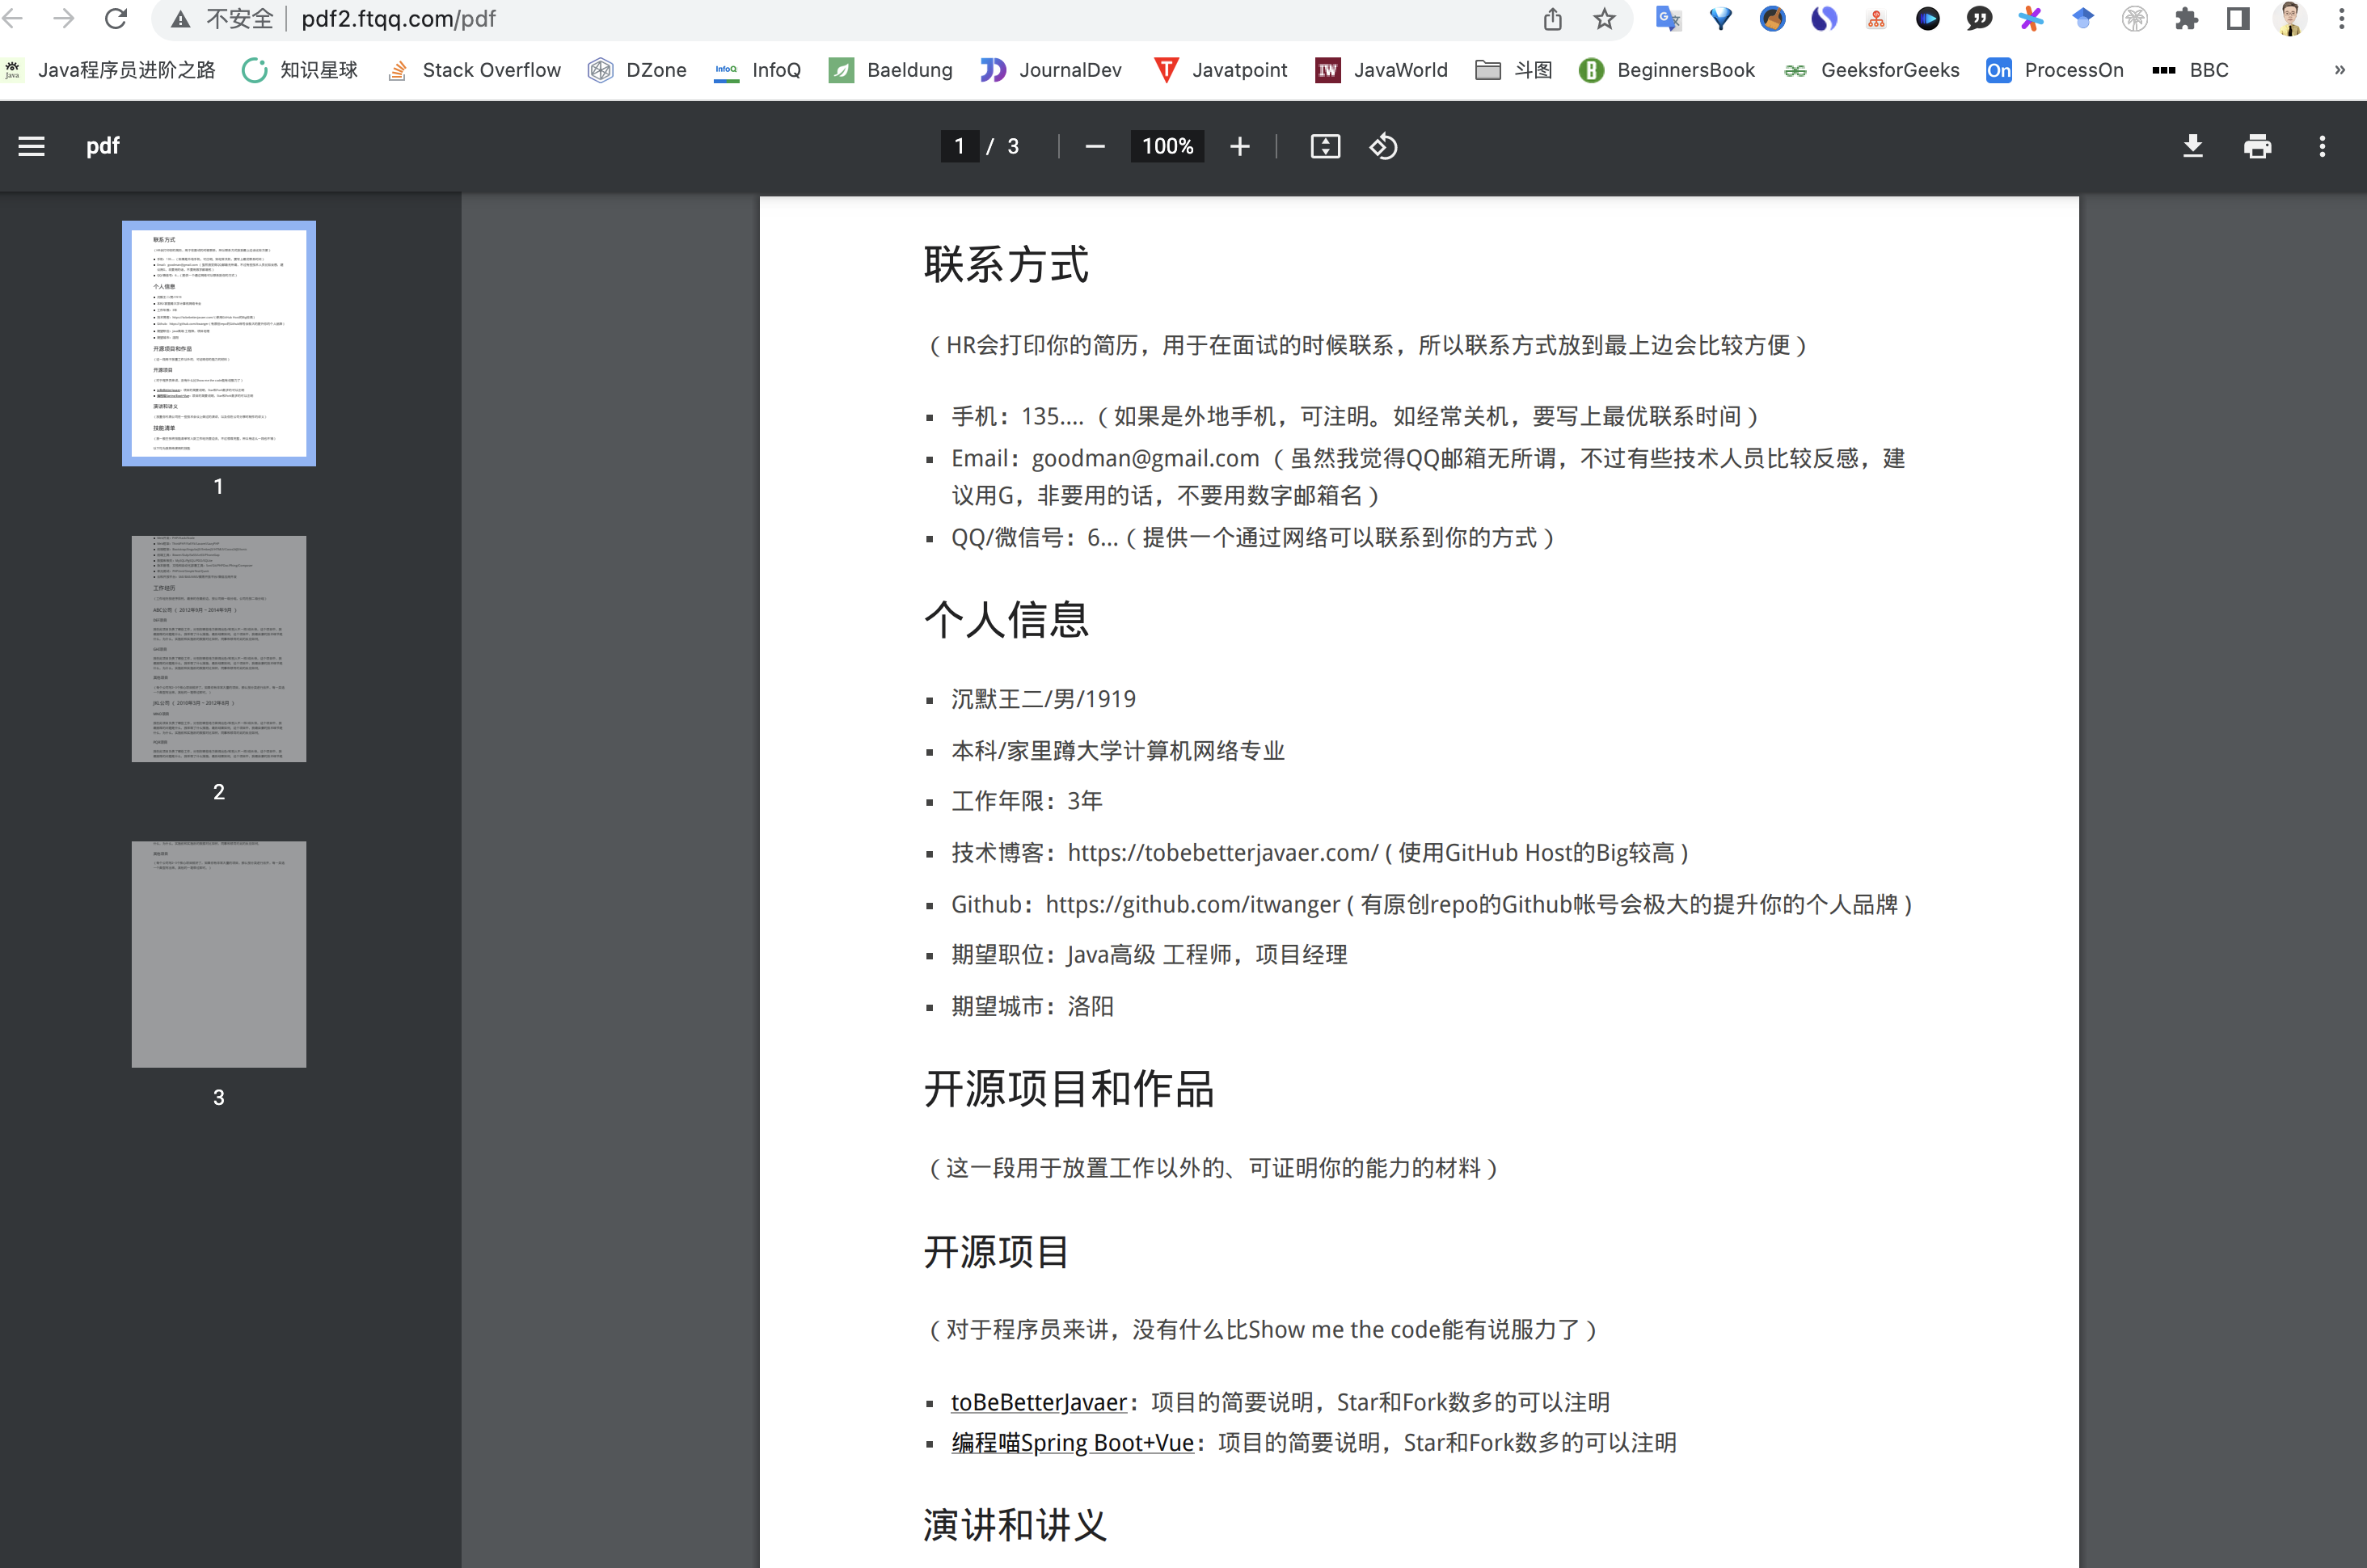 不安全 pdf2.ftqq.com/pdf
Java程序员进阶之路 知识星球 Stack Overflow DZone InfoQ Baeldung JournalDev Javatpoint JavaWorld 斗图 BeginnersBook GeeksforGeeks ProcessOn BBC »
pdf 1 / 3 100%
联系方式
（HR会打印你的简历，用于在面试的时候联系，所以联系方式放到最上边会比较方便）
手机：135.... （如果是外地手机，可注明。如经常关机，要写上最优联系时间）
Email：goodman@gmail.com （虽然我觉得QQ邮箱无所谓，不过有些技术人员比较反感，建
议用G，非要用的话，不要用数字邮箱名）
QQ/微信号：6...（提供一个通过网络可以联系到你的方式）
个人信息
沉默王二/男/1919
本科/家里蹲大学计算机网络专业
工作年限：3年
技术博客：https://tobebetterjavaer.com/ ( 使用GitHub Host的Big较高 )
Github：https://github.com/itwanger ( 有原创repo的Github帐号会极大的提升你的个人品牌 )
期望职位：Java高级 工程师，项目经理
期望城市：洛阳
开源项目和作品
（这一段用于放置工作以外的、可证明你的能力的材料）
开源项目
（对于程序员来讲，没有什么比Show me the code能有说服力了）
toBeBetterJavaer：项目的简要说明，Star和Fork数多的可以注明
编程喵Spring Boot+Vue：项目的简要说明，Star和Fork数多的可以注明
演讲和讲义
1
2
3